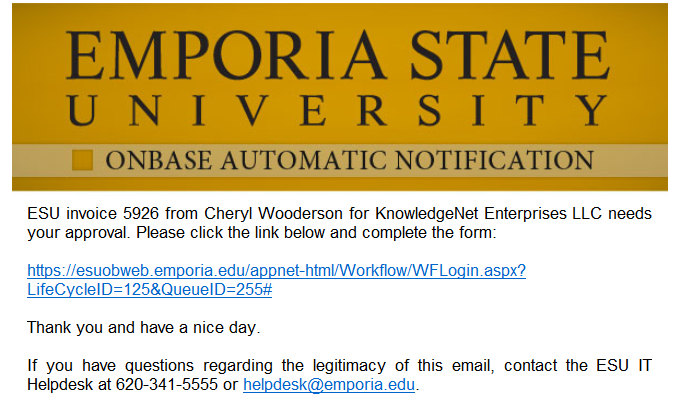 EMPORIA STATE
UNIVERSITY
ONBASE AUTOMATIC NOTIFICATION
ESU invoice 5926 from Cheryl Wooderson for KnowledgeNet Enterprises LLC needs
your approval. Please click the link below and complete the form:
https://esuobweb.emporia.edu/appnet-html/Workflow/WFLogin.aspx?
LifeCycleID=125&QueueID=255#
Thank you and have a nice day.
If you have questions regarding the legitimacy of this email, contact the ESU IT
Helpdesk at 620-341-5555 or helpdesk@emporia.edu.